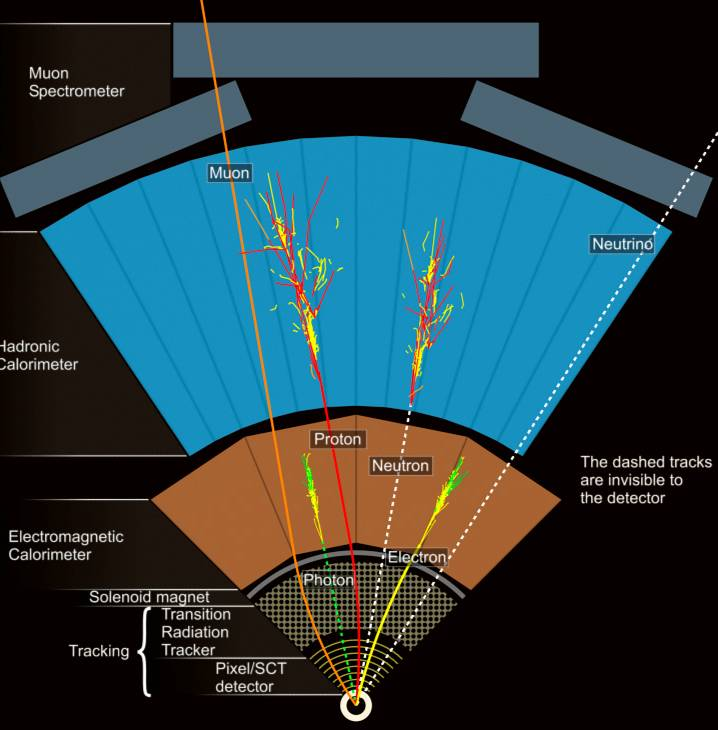 Muon
Spectrometer
Muon
Neutrino
Hadronic
Calorimeter
Proton
Neutron
The dashed tracks
are invisible to
the detector
Electromagnetic
Calorimeter
Electron
Photon
Solenoid magnet
Transition
Radiation
Tracker
Tracking
Pixel/SCT
detector